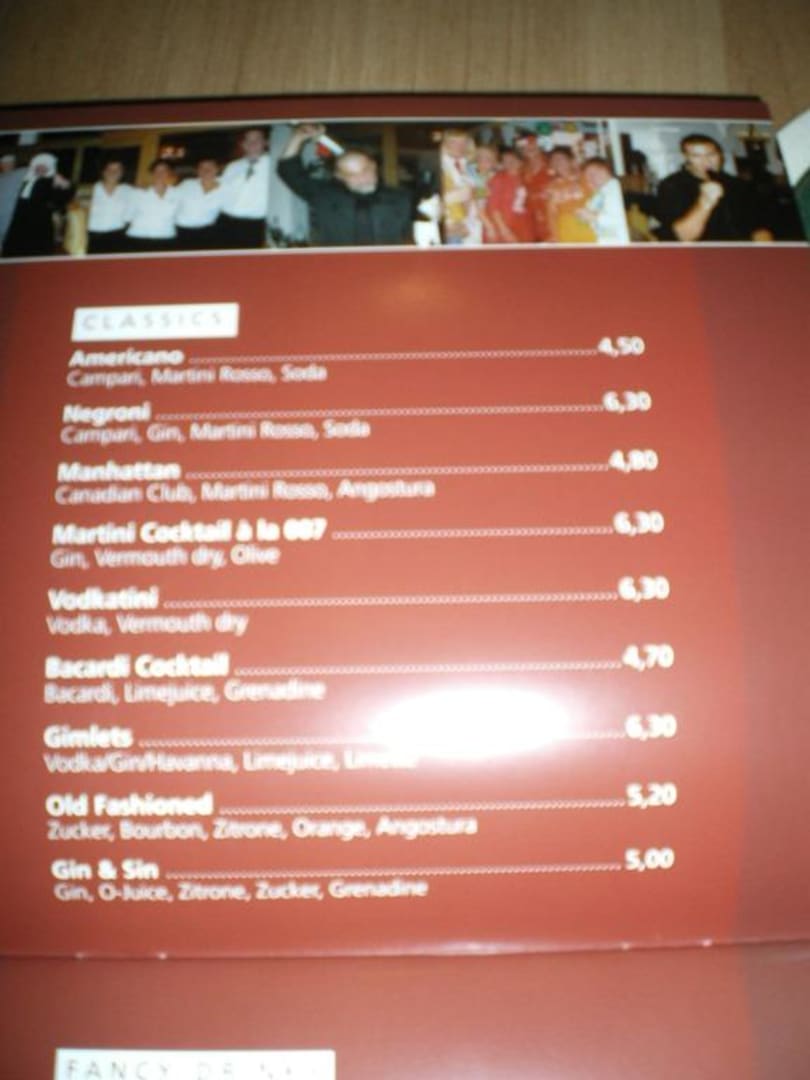 CLASSICS
Americano 4,50
Campari, Martini Rosso, Soda
Negroni 6,30
Campari, Gin, Martini Rosso, Soda
Manhattan 4,80
Canadian Club, Martini Rosso, Angostura
Martini Cocktail à la 007 6,30
Gin, Vermouth dry, Olive
Vodkatini 6,30
Vodka, Vermouth dry
Bacardi Cocktail 4,70
Bacardi, Limejuice, Grenadine
Gimlets 6,30
Vodka/Gin/Havanna, Limejuice,
Old Fashioned 5,20
Zucker, Bourbon, Zitrone, Orange, Angostura
Gin & Sin 5,00
Gin, O-Juice, Zitrone, Zucker, Grenadine
FANCY